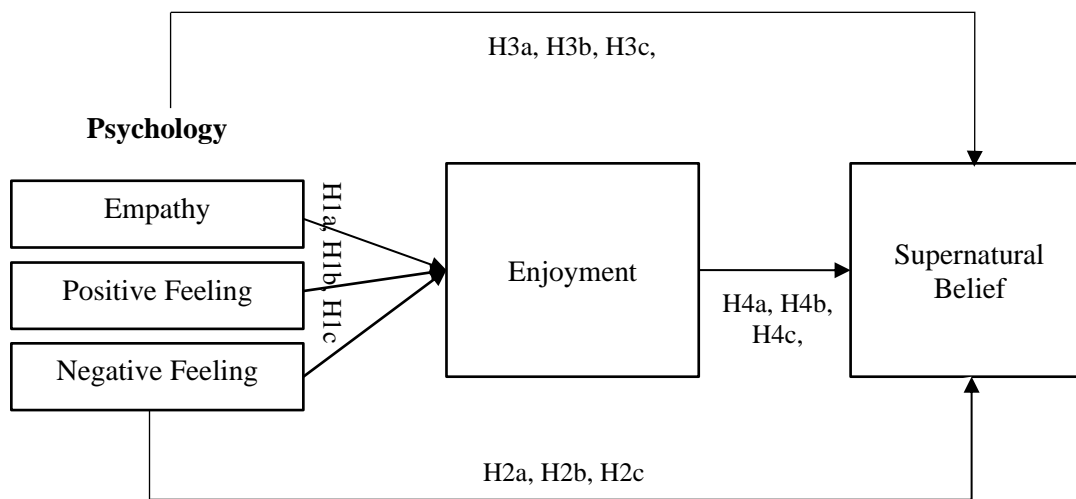 H3a, H3b, H3c,
Psychology
Empathy
Positive Feeling
Negative Feeling
H1a, H1b, H1c
Enjoyment
H4a, H4b,
H4c,
Supernatural
Belief
H2a, H2b, H2c